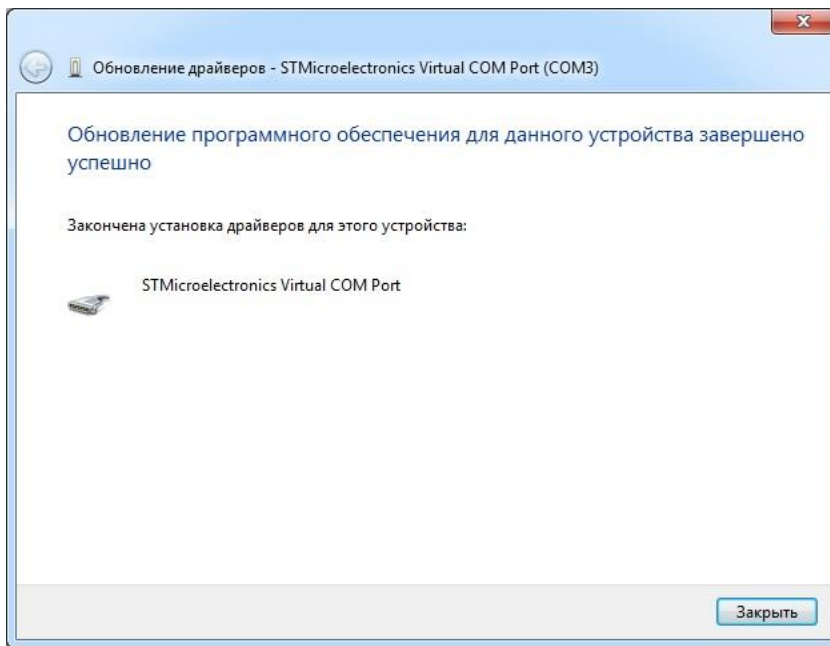 Обновление драйверов - STMicroelectronics Virtual COM Port (COM3)
Обновление программного обеспечения для данного устройства завершено
успешно
Закончена установка драйверов для этого устройства:
STMicroelectronics Virtual COM Port
Закрыть